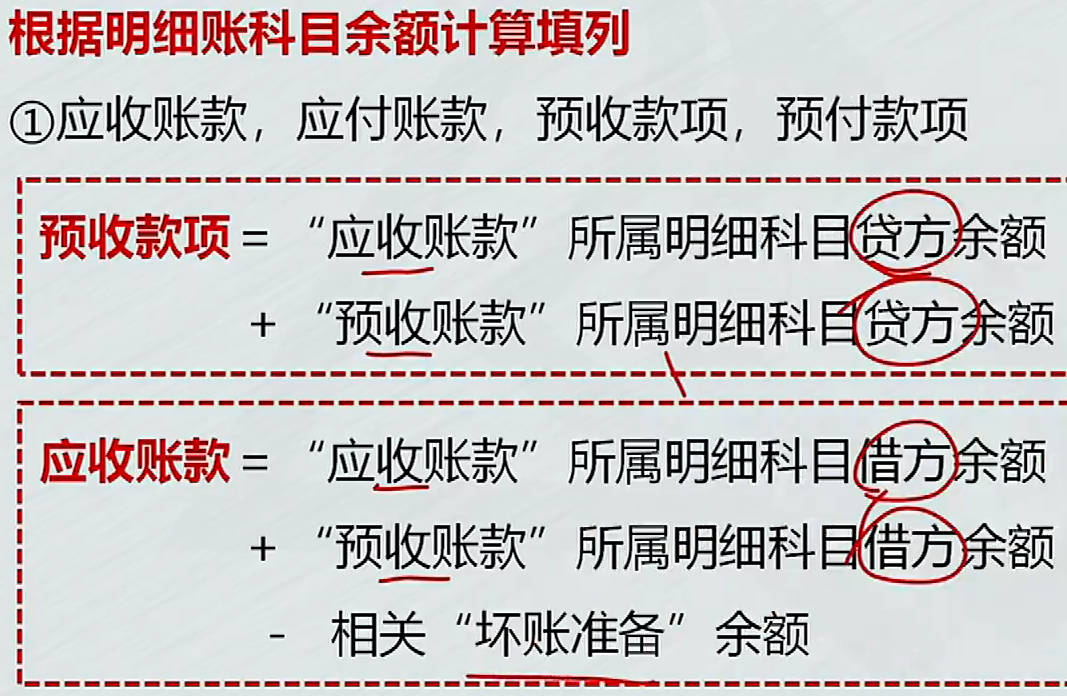 根据明细账科目余额计算填列
①应收账款，应付账款，预收款项，预付款项
预收款项 = “应收账款” 所属明细科目贷方余额
+ “预收账款” 所属明细科目贷方余额
应收账款 = “应收账款” 所属明细科目借方余额
+ “预收账款” 所属明细科目借方余额
- 相关 “坏账准备” 余额